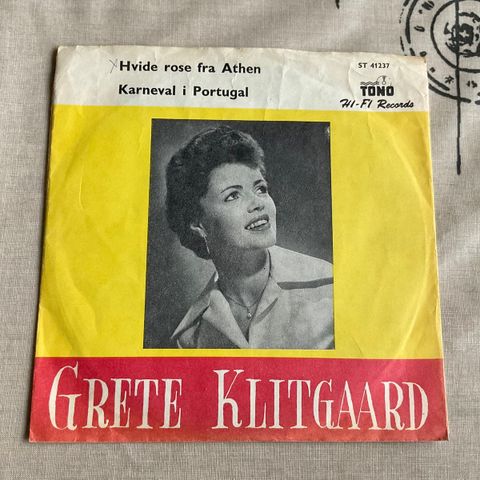 Hvide rose fra Athen
Karneval i Portugal
ST 41237
TONO
HI-FI Records
GRETE KLITGAARD